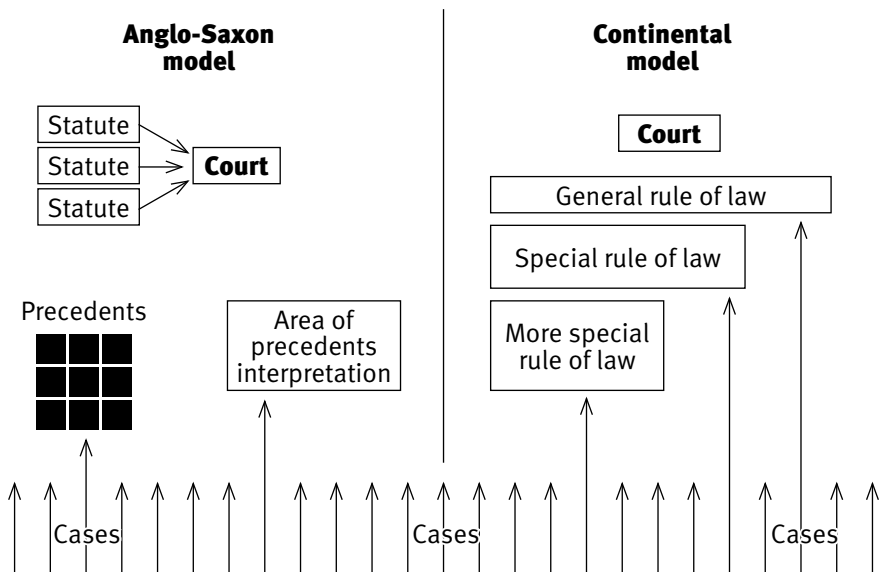 Anglo-Saxon
model
Statute
Statute
Statute
Court
Precedents
Area of
precedents
interpretation
Continental
model
Court
General rule of law
Special rule of law
More special
rule of law
Cases
Cases
Cases